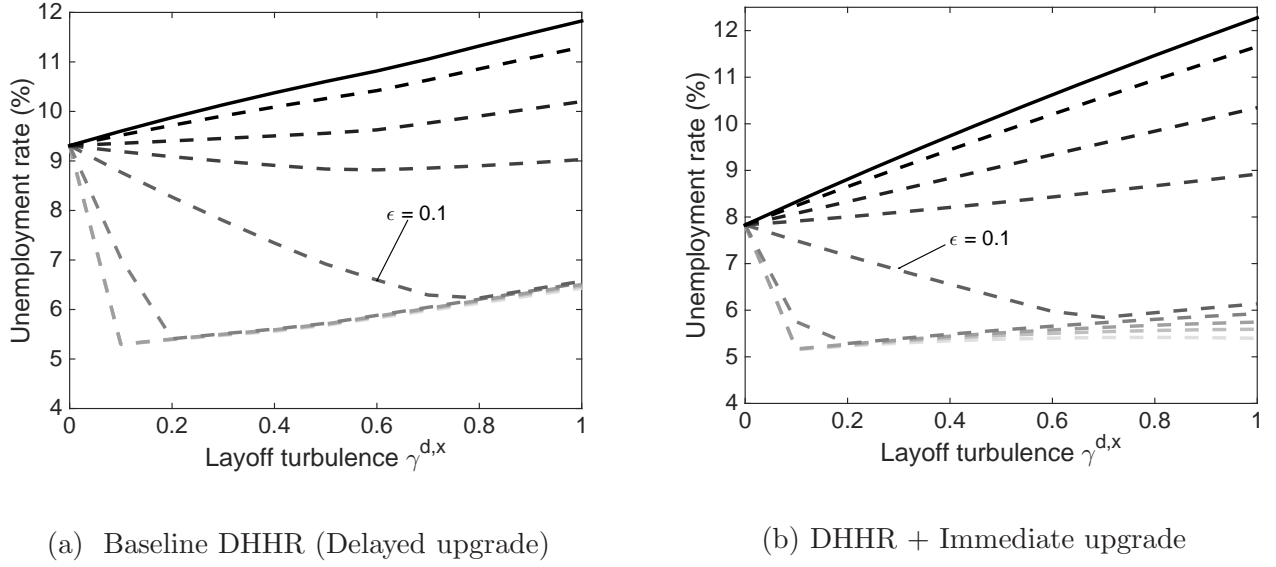 12
11
10
9
8
7
6
5
4
Unemployment rate (%)
ϵ = 0.1
0 0.2 0.4 0.6 0.8 1
Layoff turbulence γ^{d,x}
(a) Baseline DHHR (Delayed upgrade)
12
11
10
9
8
7
6
5
4
Unemployment rate (%)
ϵ = 0.1
0 0.2 0.4 0.6 0.8 1
Layoff turbulence γ^{d,x}
(b) DHHR + Immediate upgrade